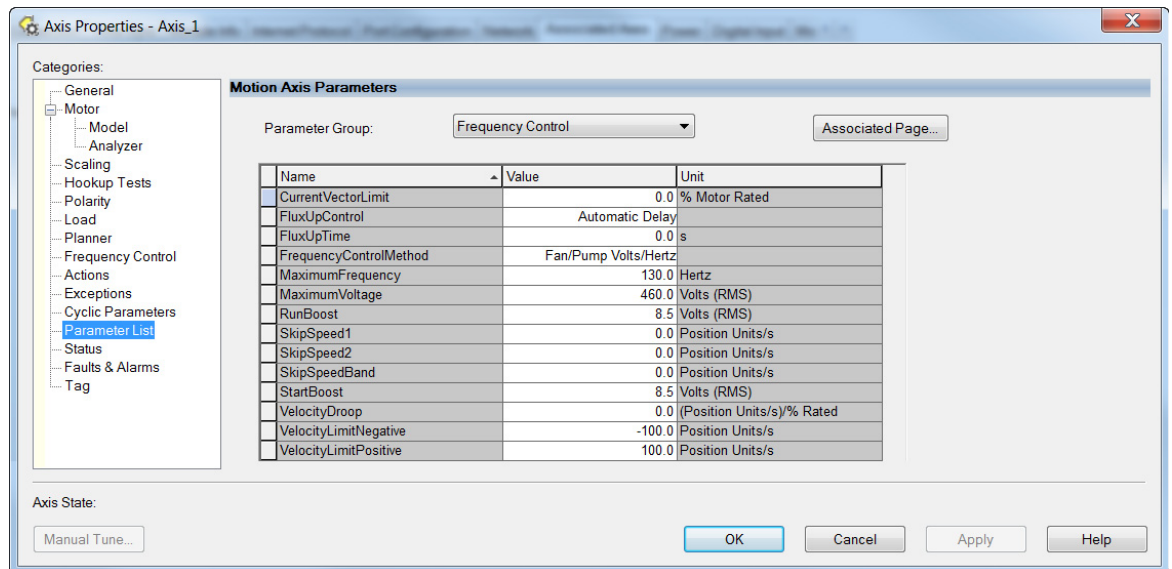 Axis Properties - Axis_1
Categories:
General
Motor
Model
Analyzer
Scaling
Hookup Tests
Polarity
Load
Planner
Frequency Control
Actions
Exceptions
Cyclic Parameters
Parameter List
Status
Faults & Alarms
Tag
Motion Axis Parameters
Parameter Group: Frequency Control Associated Page...
Name Value Unit
CurrentVectorLimit 0.0 % Motor Rated
FluxUpControl Automatic Delay
FluxUpTime 0.0 s
FrequencyControlMethod Fan/Pump Volts/Hertz
MaximumFrequency 130.0 Hertz
MaximumVoltage 460.0 Volts (RMS)
RunBoost 8.5 Volts (RMS)
SkipSpeed1 0.0 Position Units/s
SkipSpeed2 0.0 Position Units/s
SkipSpeedBand 0.0 Position Units/s
StartBoost 8.5 Volts (RMS)
VelocityDroop 0.0 (Position Units/s)/% Rated
VelocityLimitNegative -100.0 Position Units/s
VelocityLimitPositive 100.0 Position Units/s
Axis State:
Manual Tune... OK Cancel Apply Help